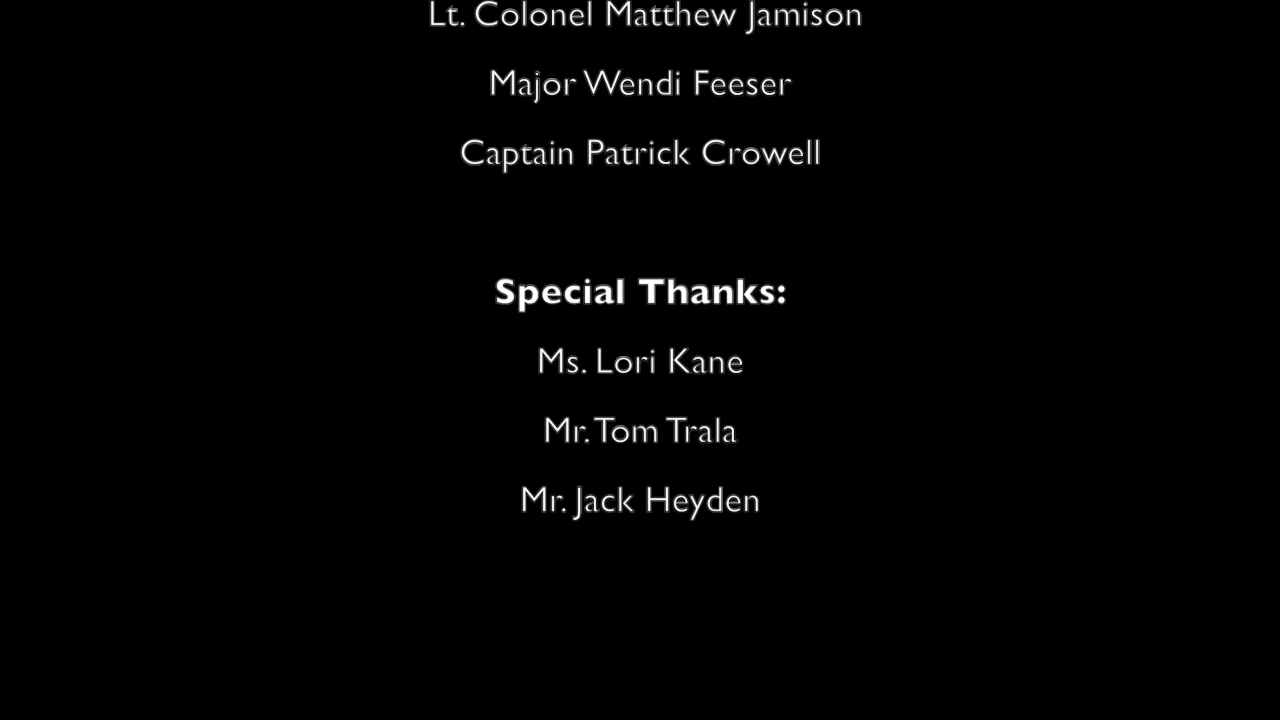 Lt. Colonel Matthew Jamison
Major Wendi Feeser
Captain Patrick Crowell
Special Thanks:
Ms. Lori Kane
Mr. Tom Trala
Mr. Jack Heyden